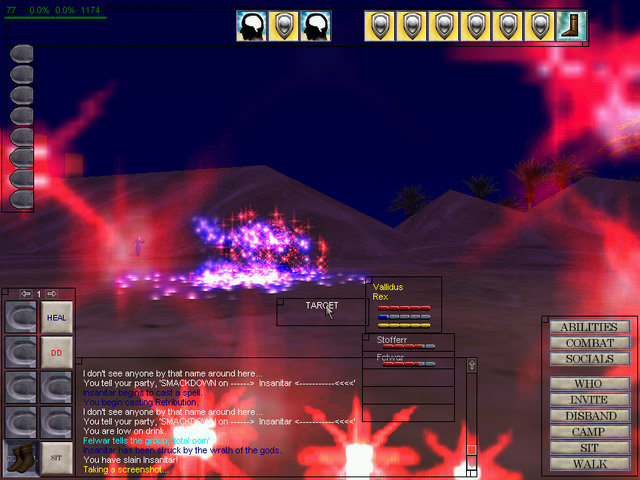 77 0.0% 0.0% 1174
TARGET
Vallidus
Rex
Stofferr
Felwar
1
HEAL
DD
SIT
I don't see anyone by that name around here...
You tell your party, 'SMACKDOWN on ------> Insanitar <-----------<<<<'
Insanitar begins to cast a spell.
You begin casting Retribution.
I don't see anyone by that name around here...
You tell your party, 'SMACKDOWN on ------> Insanitar <-----------<<<<'
You are low on drink.
Felwar tells the group, 'total com'
Insanitar has been struck by the wrath of the gods.
You have slain Insanitar!
Taking a screenshot...
ABILITIES
COMBAT
SOCIALS
WHO
INVITE
DISBAND
CAMP
SIT
WALK